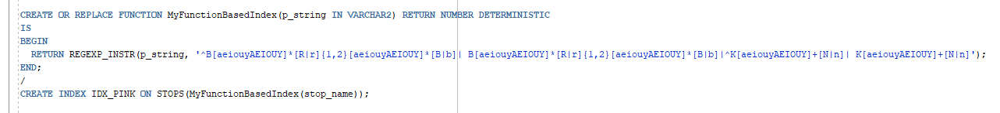 CREATE OR REPLACE FUNCTION MyFunctionBasedIndex(p_string IN VARCHAR2) RETURN NUMBER DETERMINISTIC
IS
BEGIN
  RETURN REGEXP_INSTR(p_string, '^B[aeiouyAEIOUY]*[R|r]{1,2}[aeiouyAEIOUY]*[B|b]| B[aeiouyAEIOUY]*[R|r]{1,2}[aeiouyAEIOUY]*[B|b]|^K[aeiouyAEIOUY]+[N|n]| K[aeiouyAEIOUY]+[N|n]');
END;
/
CREATE INDEX IDX_PINK ON STOPS(MyFunctionBasedIndex(stop_name));